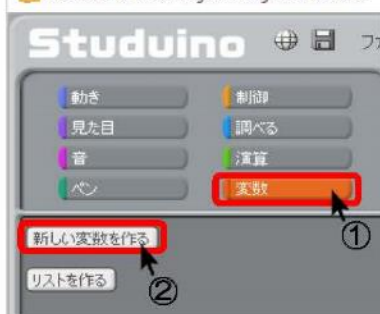 Studuino
動き 制御
見た目 調べる
音 演算
ペン 変数
①
新しい変数を作る
リストを作る
②